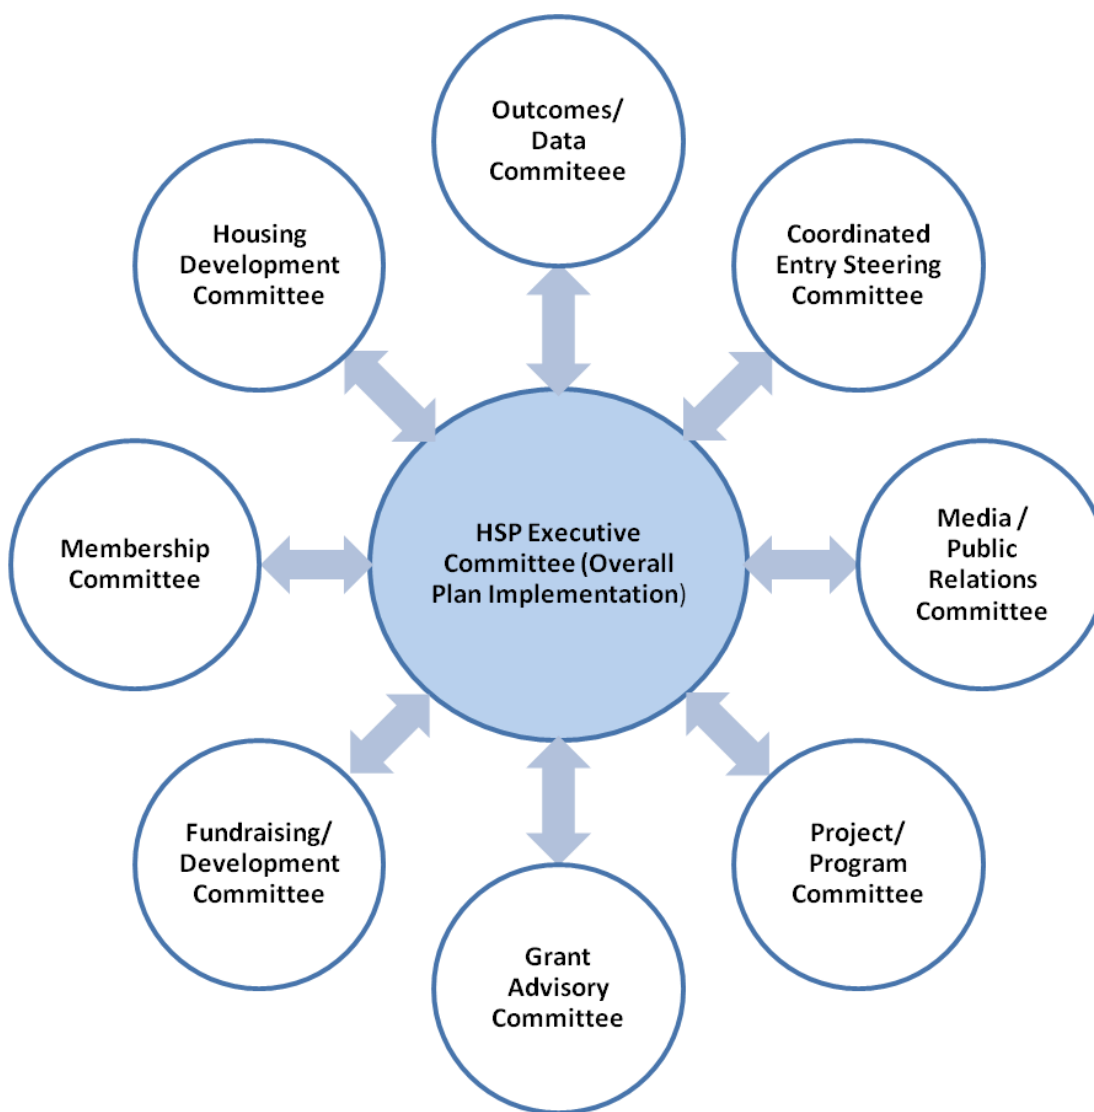 Outcomes/
Data
Commiteee
Coordinated
Entry Steering
Committee
Media /
Public
Relations
Committee
Project/
Program
Committee
Grant
Advisory
Committee
Fundraising/
Development
Committee
Membership
Committee
Housing
Development
Committee
HSP Executive
Committee (Overall
Plan Implementation)